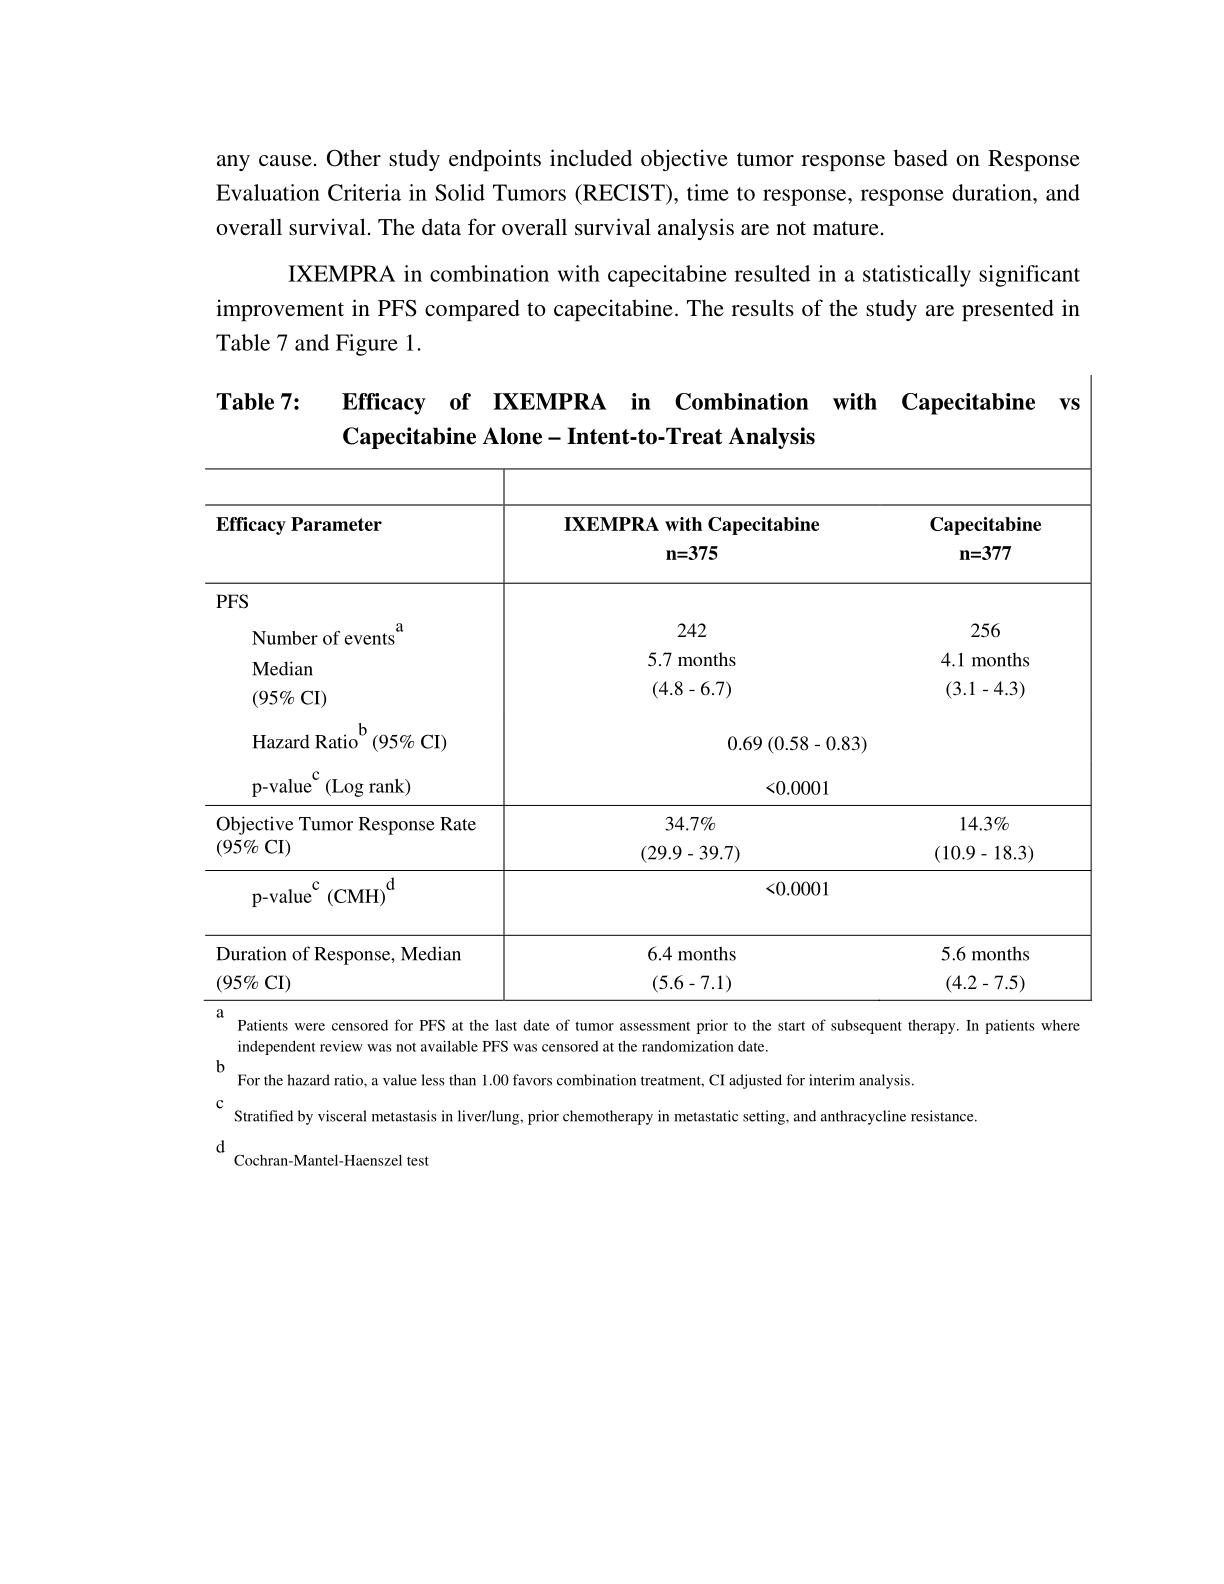 any cause. Other study endpoints included objective tumor response based on Response
Evaluation Criteria in Solid Tumors (RECIST), time to response, response duration, and
overall survival. The data for overall survival analysis are not mature.
IXEMPRA in combination with capecitabine resulted in a statistically significant
improvement in PFS compared to capecitabine. The results of the study are presented in
Table 7 and Figure 1.
Table 7: Efficacy of IXEMPRA in Combination with Capecitabine vs
Capecitabine Alone – Intent-to-Treat Analysis
Efficacy Parameter IXEMPRA with Capecitabine Capecitabine
n=375 n=377
PFS
Number of events^a 242 256
Median 5.7 months 4.1 months
(95% CI) (4.8 - 6.7) (3.1 - 4.3)
Hazard Ratio^b (95% CI) 0.69 (0.58 - 0.83)
p-value^c (Log rank) <0.0001
Objective Tumor Response Rate 34.7% 14.3%
(95% CI) (29.9 - 39.7) (10.9 - 18.3)
p-value^c (CMH)^d <0.0001
Duration of Response, Median 6.4 months 5.6 months
(95% CI) (5.6 - 7.1) (4.2 - 7.5)
a Patients were censored for PFS at the last date of tumor assessment prior to the start of subsequent therapy. In patients where
independent review was not available PFS was censored at the randomization date.
b For the hazard ratio, a value less than 1.00 favors combination treatment, CI adjusted for interim analysis.
c Stratified by visceral metastasis in liver/lung, prior chemotherapy in metastatic setting, and anthracycline resistance.
d Cochran-Mantel-Haenszel test